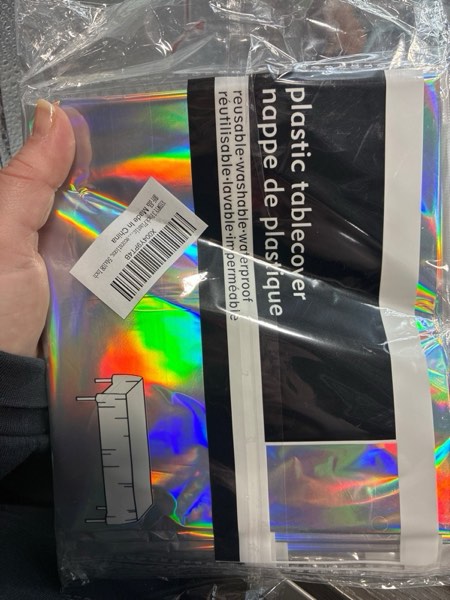 plastic tablecover
nappe de plastique
reusable·washable·waterproof
réutilisable·lavable·imperméable
Made In China